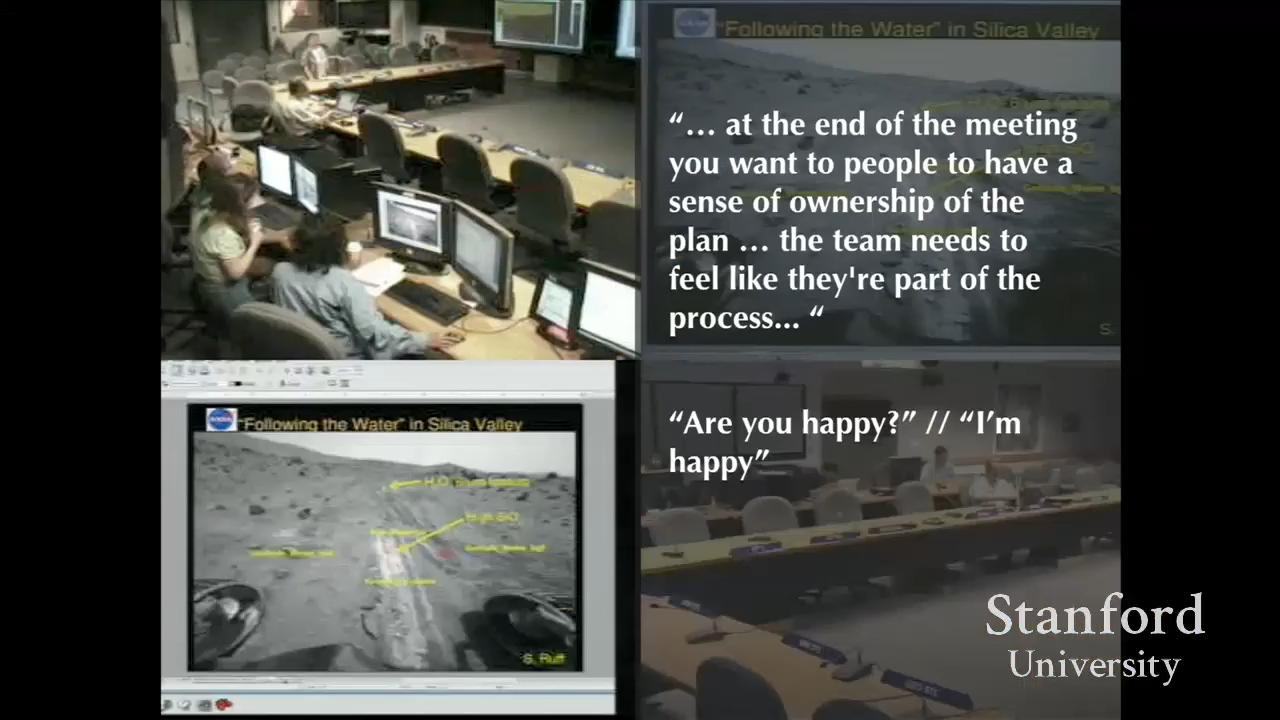 "Following the Water" in Silica Valley
"… at the end of the meeting
you want to people to have a
sense of ownership of the
plan … the team needs to
feel like they're part of the
process... "
S.
"Are you happy?" // "I'm
happy"
"Following the Water" in Silica Valley
High SiO2
S. Ruff
Stanford
University